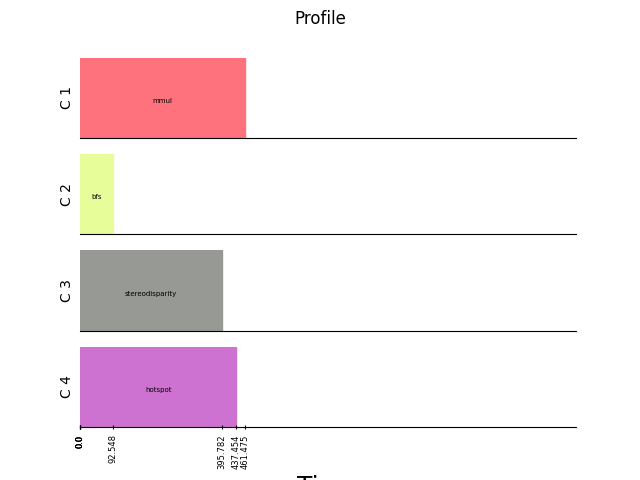 Profile
C 1
mmul
C 2
bfs
C 3
stereodisparity
C 4
hotspot
0.0
92.548
395.782
437.454
461.475